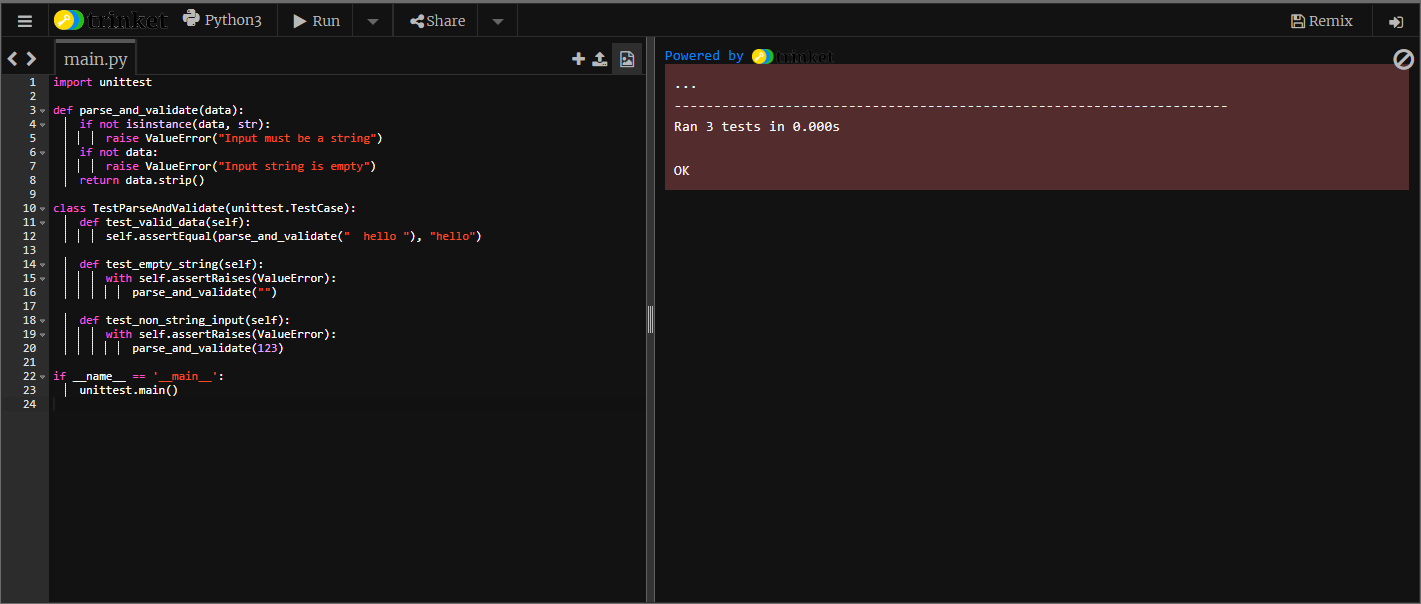 trinket Python3 Run Share Remix
main.py
1 import unittest
2
3 def parse_and_validate(data):
4 if not isinstance(data, str):
5 raise ValueError("Input must be a string")
6 if not data:
7 raise ValueError("Input string is empty")
8 return data.strip()
9
10 class TestParseAndValidate(unittest.TestCase):
11 def test_valid_data(self):
12 self.assertEqual(parse_and_validate("  hello "), "hello")
13
14 def test_empty_string(self):
15 with self.assertRaises(ValueError):
16 parse_and_validate("")
17
18 def test_non_string_input(self):
19 with self.assertRaises(ValueError):
20 parse_and_validate(123)
21
22 if __name__ == '__main__':
23 unittest.main()
24
Powered by trinket
...
----------------------------------------------------------------------
Ran 3 tests in 0.000s
OK